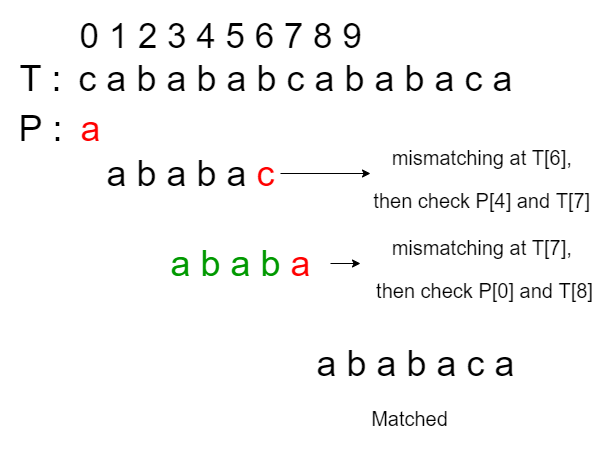 0 1 2 3 4 5 6 7 8 9
T : c a b a b a b c a b a b a c a
P : a
a b a b a c
mismatching at T[6],
then check P[4] and T[7]
a b a b a
mismatching at T[7],
then check P[0] and T[8]
a b a b a c a
Matched